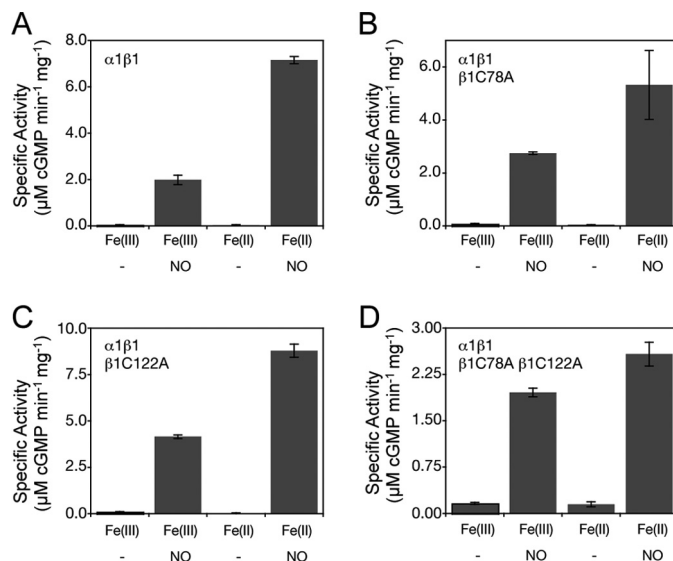 A
α1β1
Specific Activity
(µM cGMP min⁻¹ mg⁻¹)
8.0
6.0
4.0
2.0
0.0
Fe(III) Fe(III) Fe(II) Fe(II)
- NO - NO
B
α1β1
β1C78A
Specific Activity
(µM cGMP min⁻¹ mg⁻¹)
6.0
4.0
2.0
0.0
Fe(III) Fe(III) Fe(II) Fe(II)
- NO - NO
C
α1β1
β1C122A
Specific Activity
(µM cGMP min⁻¹ mg⁻¹)
10.0
7.5
5.0
2.5
0.0
Fe(III) Fe(III) Fe(II) Fe(II)
- NO - NO
D
α1β1
β1C78A β1C122A
Specific Activity
(µM cGMP min⁻¹ mg⁻¹)
3.00
2.25
1.50
0.75
0.00
Fe(III) Fe(III) Fe(II) Fe(II)
- NO - NO